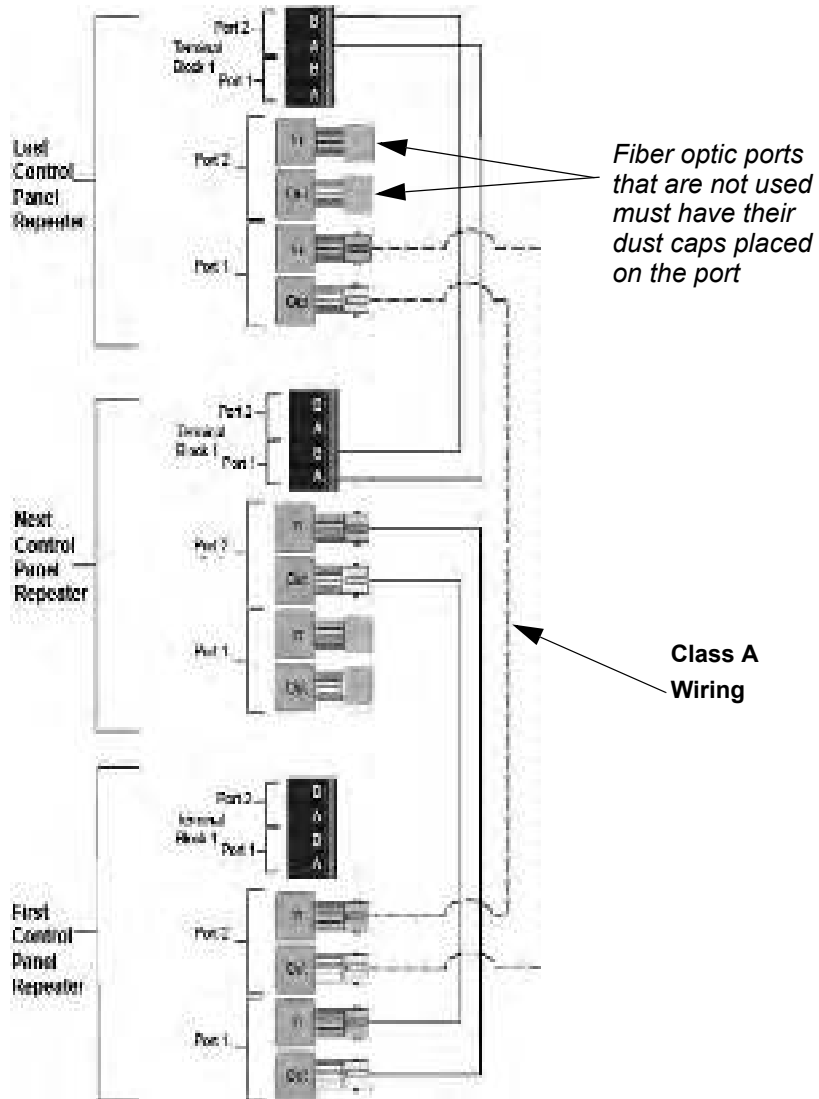 Port 2
B
A
Terminal
Block 1
B
Port 1
A
Last
Control
Panel
Repeater
Port 2
In
Out
Port 1
In
Out
Fiber optic ports
that are not used
must have their
dust caps placed
on the port
Port 2
B
A
Terminal
Block 1
B
Port 1
A
Next
Control
Panel
Repeater
Port 2
In
Out
Port 1
In
Out
Class A
Wiring
Port 2
B
A
Terminal
Block 1
B
Port 1
A
First
Control
Panel
Repeater
Port 2
In
Out
Port 1
In
Out